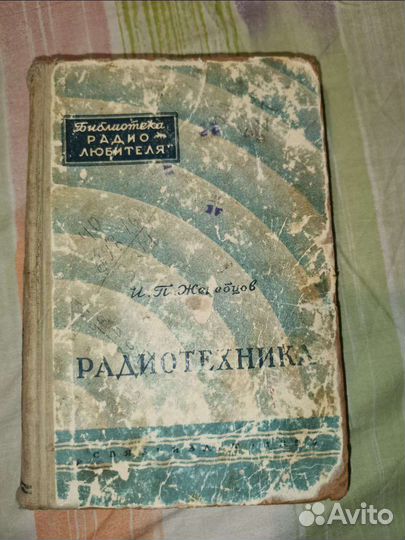 Библиотека
РАДИО
ЛЮБИТЕЛЯ
И. П. Жеребцов
РАДИОТЕХНИКА
Avito